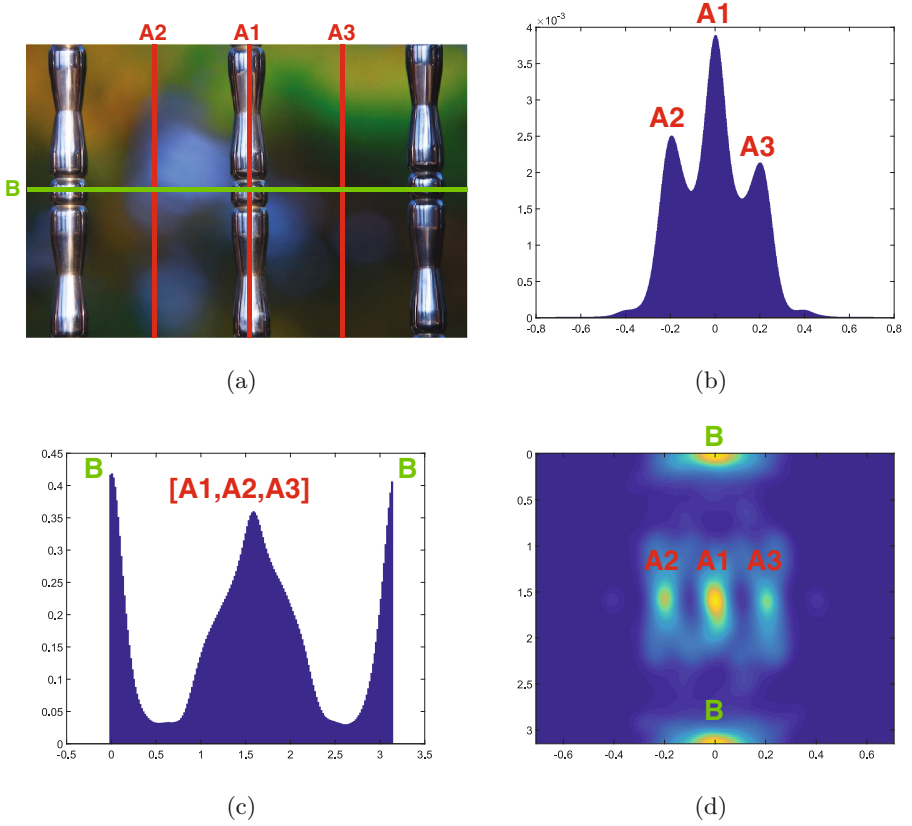 A2 A1 A3
B
(a)
×10⁻³
A1
A2
A3
4
3.5
3
2.5
2
1.5
1
0.5
0
-0.8 -0.6 -0.4 -0.2 0 0.2 0.4 0.6 0.8
(b)
0.45
0.4
0.35
0.3
0.25
0.2
0.15
0.1
0.05
0
B [A1,A2,A3] B
-0.5 0 0.5 1 1.5 2 2.5 3 3.5
(c)
B
0
0.5
1
1.5
2
2.5
3
A2 A1 A3
B
-0.6 -0.4 -0.2 0 0.2 0.4 0.6
(d)